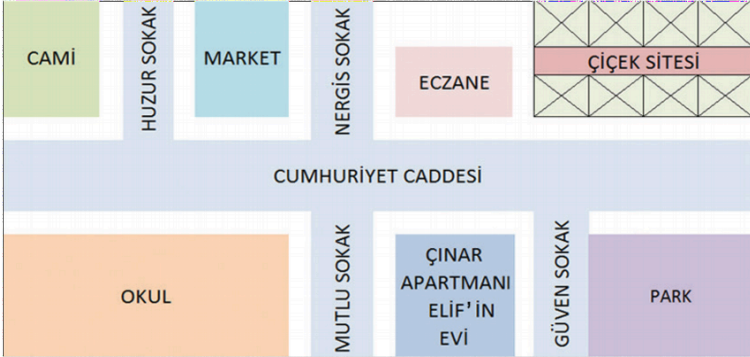 CAMİ
HUZUR SOKAK
MARKET
NERGİS SOKAK
ECZANE
ÇİÇEK SİTESİ
CUMHURİYET CADDESİ
OKUL
MUTLU SOKAK
ÇINAR
APARTMANI
ELİF'İN
EVİ
GÜVEN SOKAK
PARK